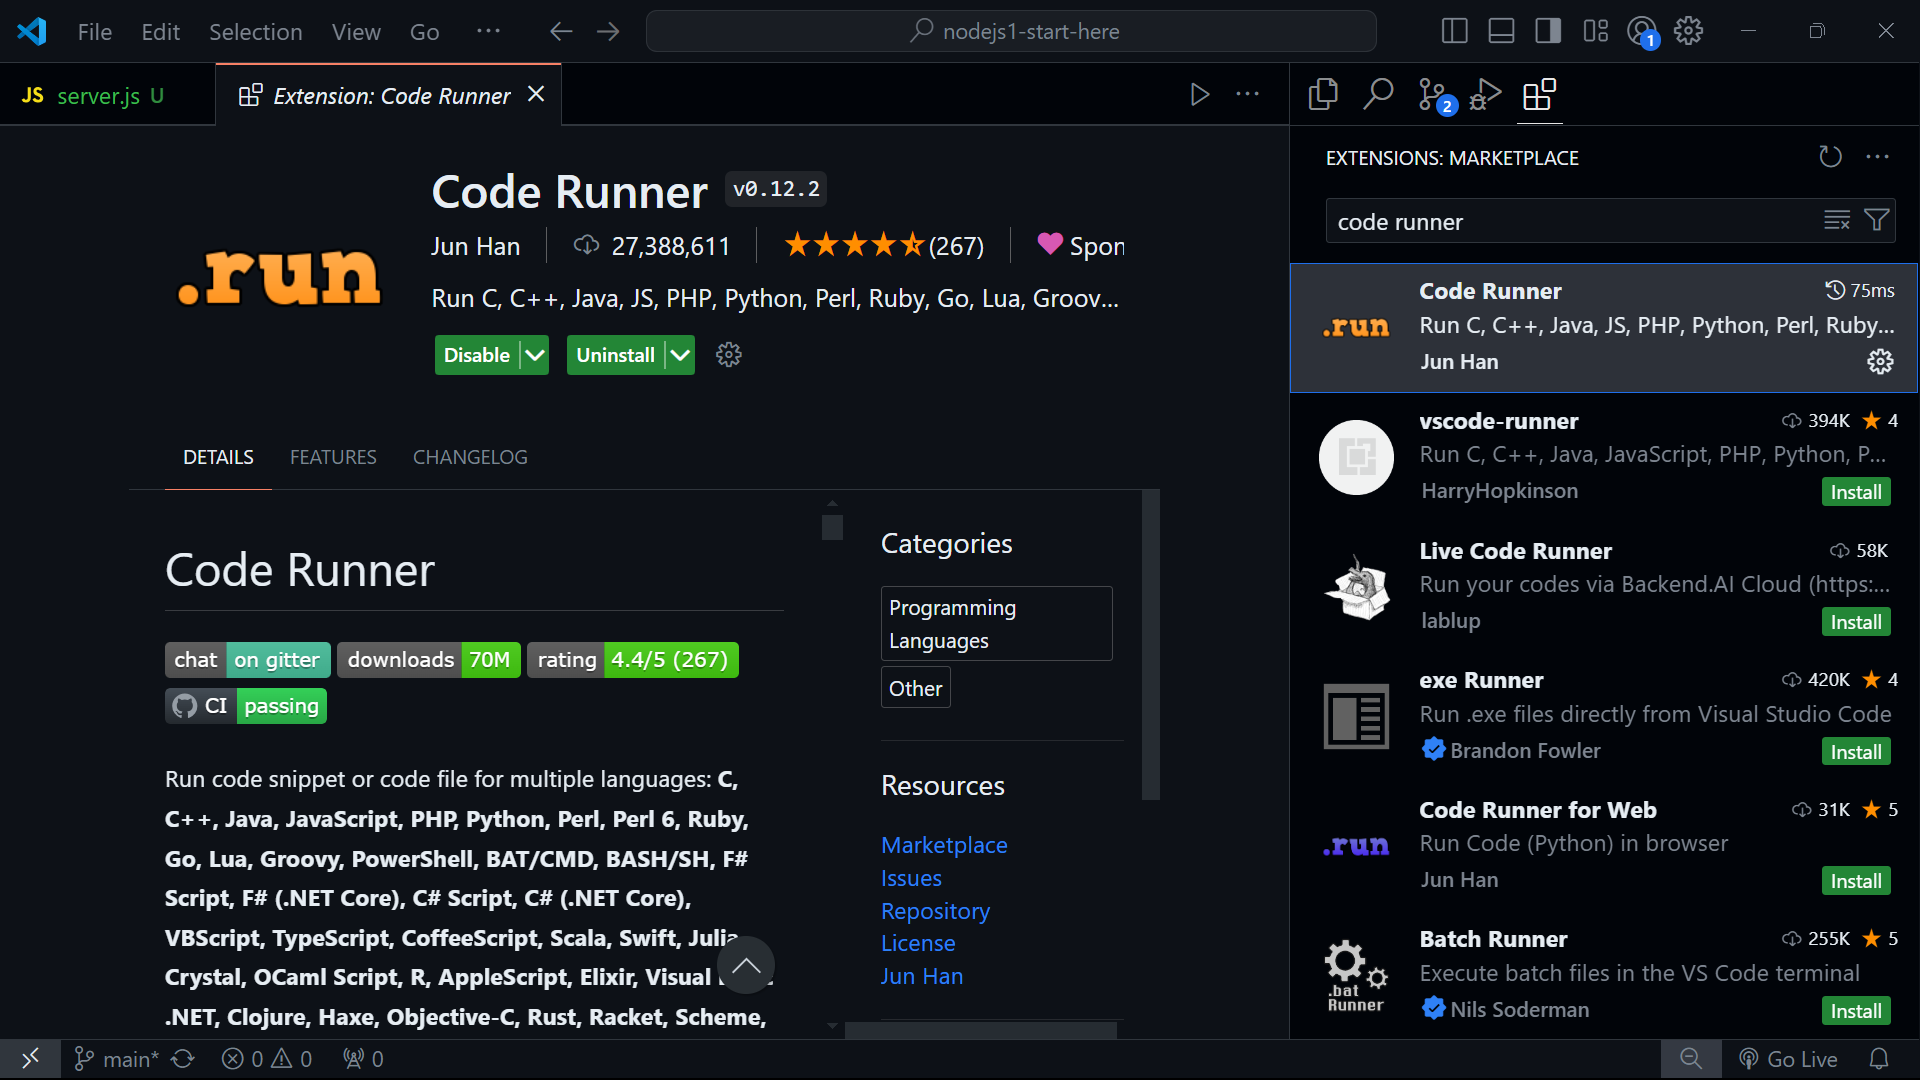 File Edit Selection View Go ··· nodejs1-start-here 1
JS server.js U
Extension: Code Runner
2
Code Runner v0.12.2
Jun Han 27,388,611 (267) Spon
.run
Run C, C++, Java, JS, PHP, Python, Perl, Ruby, Go, Lua, Groov...
Disable Uninstall
DETAILS FEATURES CHANGELOG
Code Runner
chat on gitter downloads 70M rating 4.4/5 (267)
CI passing
Run code snippet or code file for multiple languages: C,
C++, Java, JavaScript, PHP, Python, Perl, Perl 6, Ruby,
Go, Lua, Groovy, PowerShell, BAT/CMD, BASH/SH, F#
Script, F# (.NET Core), C# Script, C# (.NET Core),
VBScript, TypeScript, CoffeeScript, Scala, Swift, Julia
Crystal, OCaml Script, R, AppleScript, Elixir, Visual
.NET, Clojure, Haxe, Objective-C, Rust, Racket, Scheme,
Categories
Programming
Languages
Other
Resources
Marketplace
Issues
Repository
License
Jun Han
EXTENSIONS: MARKETPLACE
code runner
.run
Code Runner 75ms
Run C, C++, Java, JS, PHP, Python, Perl, Ruby...
Jun Han
vscode-runner 394K 4
Run C, C++, Java, JavaScript, PHP, Python, P...
HarryHopkinson Install
Live Code Runner 58K
Run your codes via Backend.AI Cloud (https:...
lablup Install
exe Runner 420K 4
Run .exe files directly from Visual Studio Code
Brandon Fowler Install
.run
Code Runner for Web 31K 5
Run Code (Python) in browser
Jun Han Install
.bat
Runner
Batch Runner 255K 5
Execute batch files in the VS Code terminal
Nils Soderman Install
main* 0 0 0 Go Live